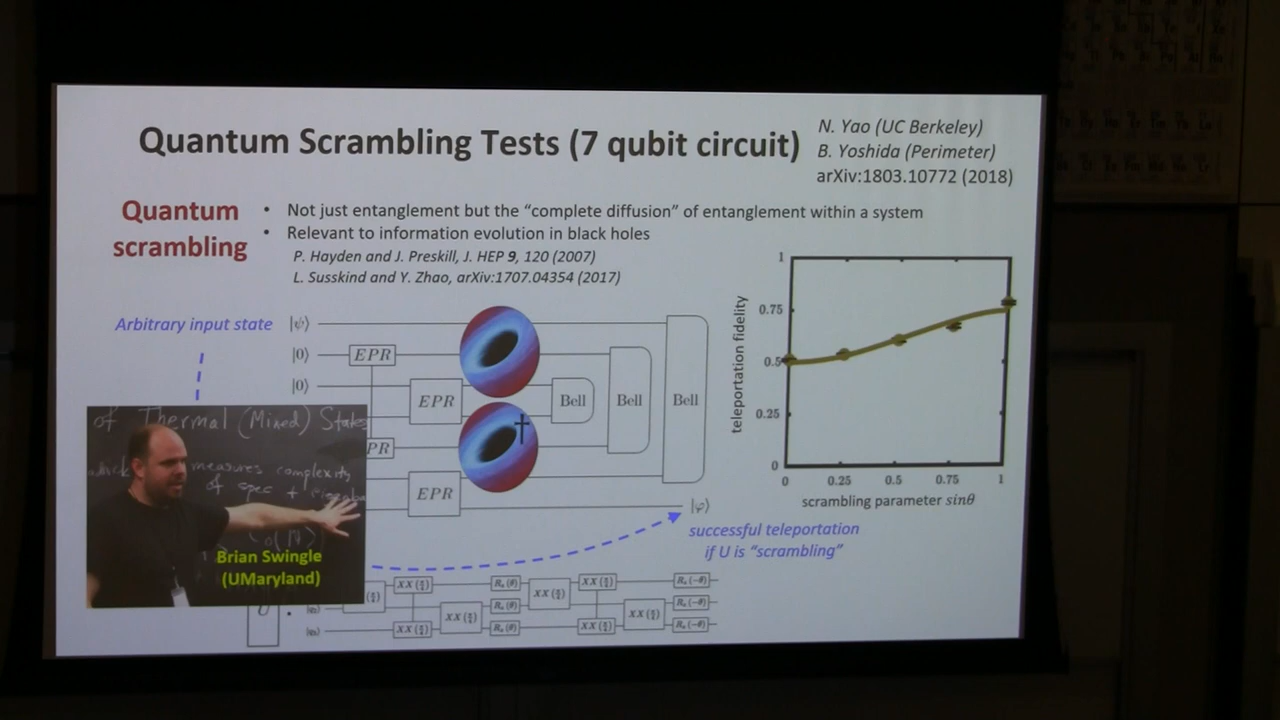 Quantum Scrambling Tests (7 qubit circuit)
N. Yao (UC Berkeley)
B. Yoshida (Perimeter)
arXiv:1803.10772 (2018)
Quantum
scrambling
• Not just entanglement but the “complete diffusion” of entanglement within a system
• Relevant to information evolution in black holes
P. Hayden and J. Preskill, J. HEP 9, 120 (2007)
L. Susskind and Y. Zhao, arXiv:1707.04354 (2017)
Arbitrary input state
|ψ⟩
|0⟩
EPR
|0⟩
EPR
Bell
Bell
Bell
†
PR
EPR
|φ⟩
successful teleportation
if U is “scrambling”
1
0.75
0.5
0.25
0
teleportation fidelity
0
0.25
0.5
0.75
1
scrambling parameter sinθ
of Thermal (Mixed) States
measures complexity
of spec +
Brian Swingle
(UMaryland)